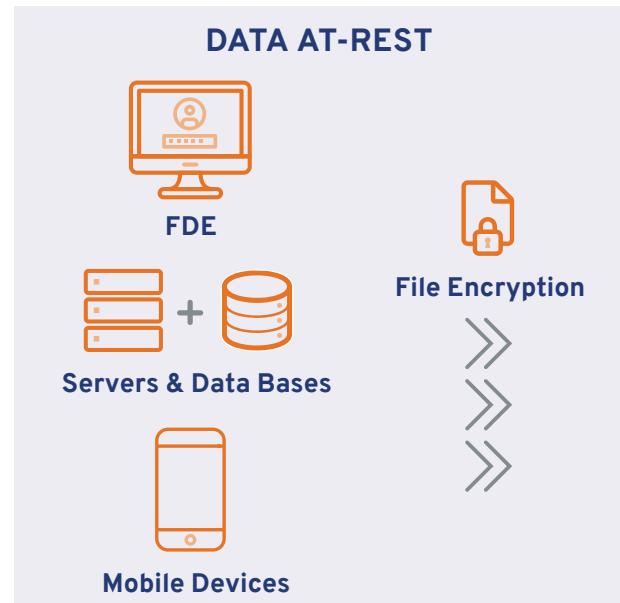 DATA AT-REST
FDE
File Encryption
Servers & Data Bases
Mobile Devices